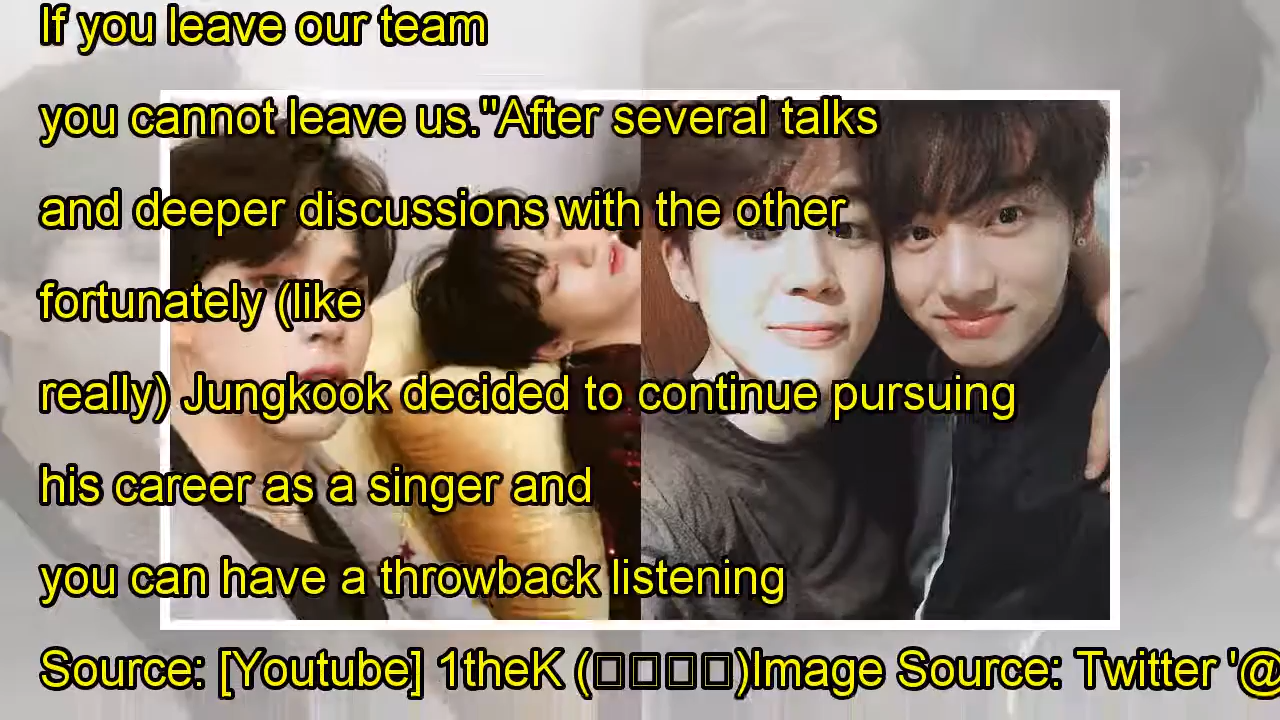 If you leave our team
you cannot leave us."After several talks
and deeper discussions with the other
fortunately (like
really) Jungkook decided to continue pursuing
his career as a singer and
you can have a throwback listening
Source: [Youtube] 1theK (□□□□)Image Source: Twitter '@